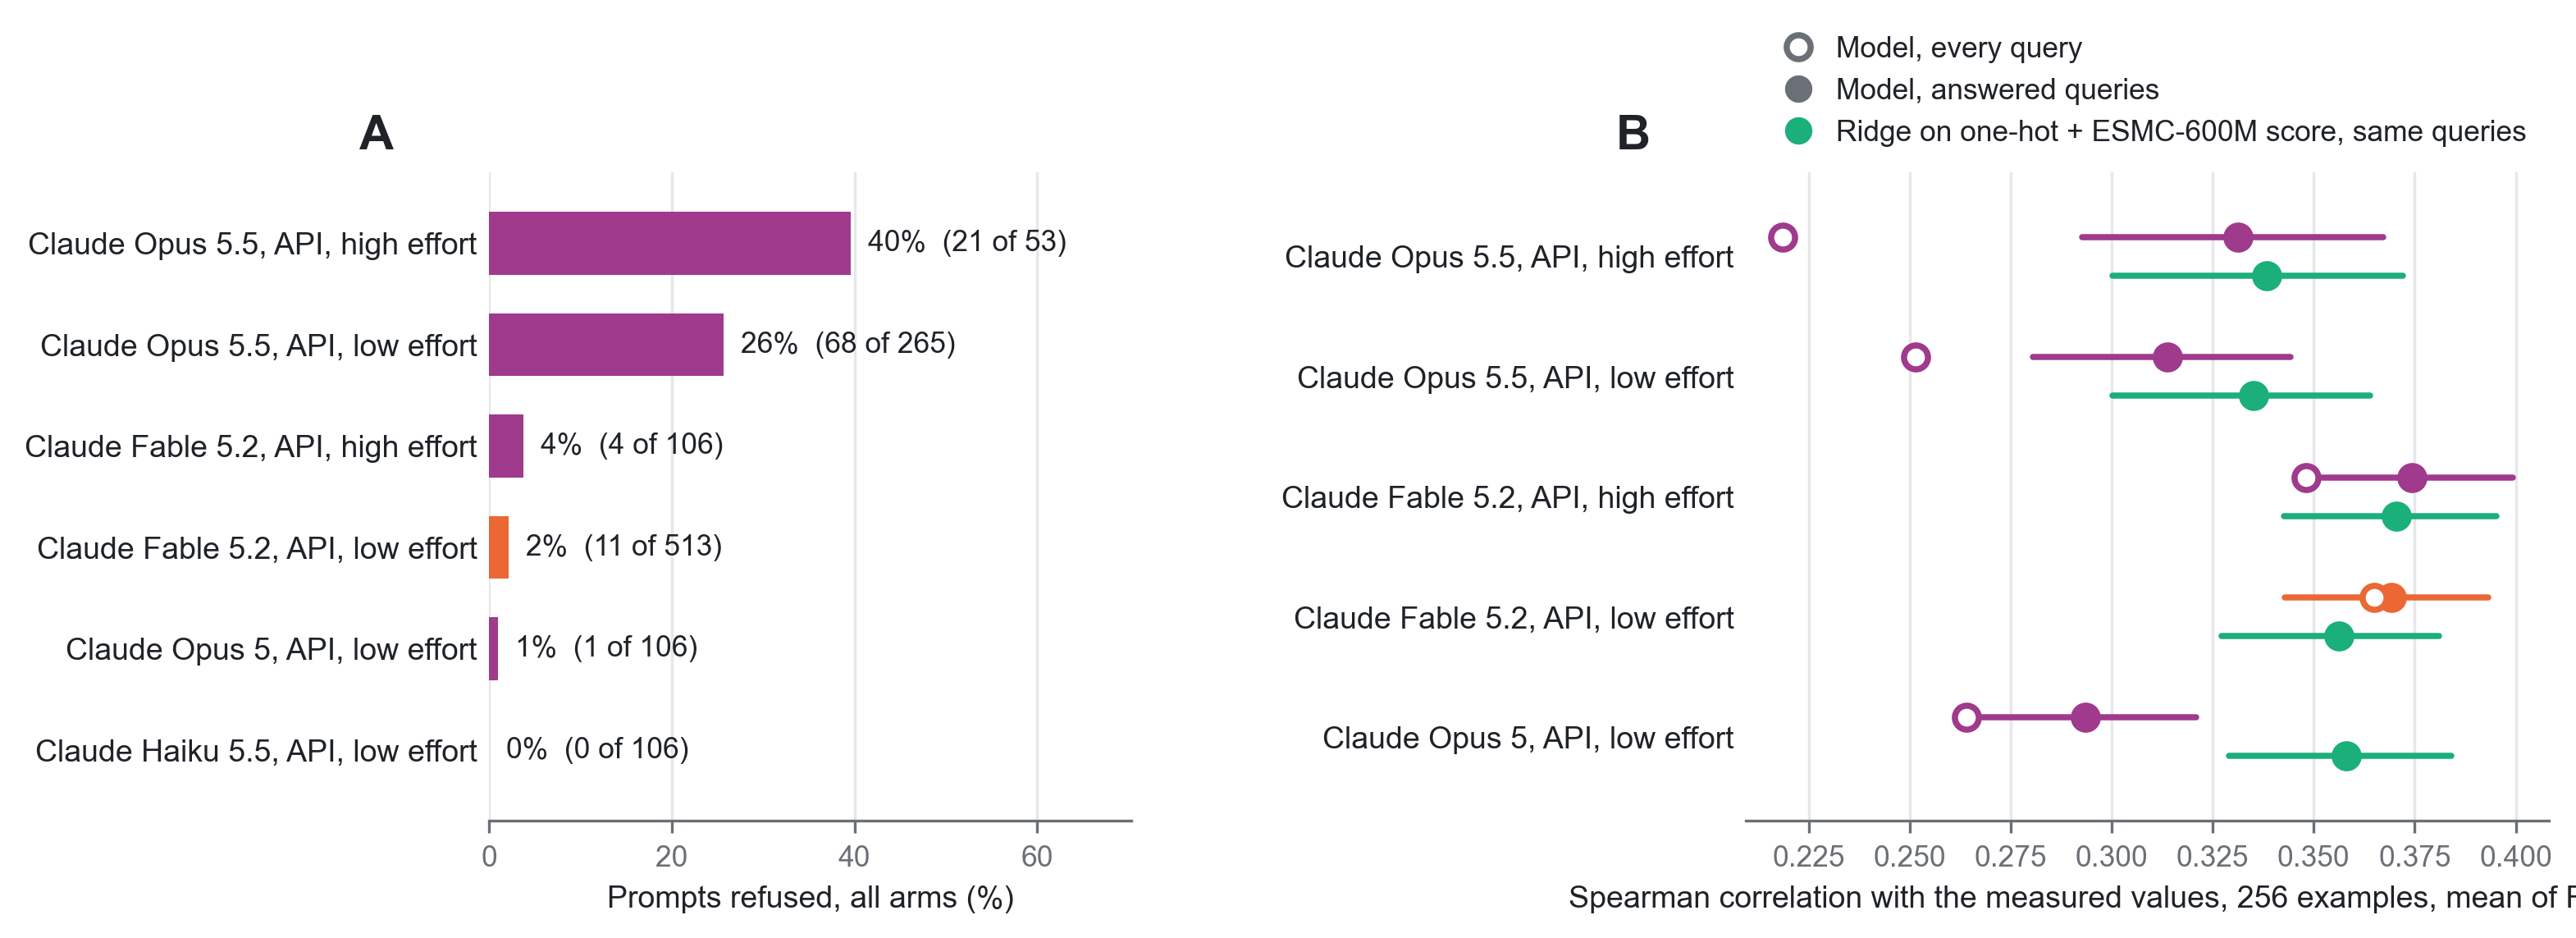 Model, every query
Model, answered queries
Ridge on one-hot + ESMC-600M score, same queries
A
Claude Opus 5.5, API, high effort
40% (21 of 53)
Claude Opus 5.5, API, low effort
26% (68 of 265)
Claude Fable 5.2, API, high effort
4% (4 of 106)
Claude Fable 5.2, API, low effort
2% (11 of 513)
Claude Opus 5, API, low effort
1% (1 of 106)
Claude Haiku 5.5, API, low effort
0% (0 of 106)
0 20 40 60
Prompts refused, all arms (%)
B
Claude Opus 5.5, API, high effort
Claude Opus 5.5, API, low effort
Claude Fable 5.2, API, high effort
Claude Fable 5.2, API, low effort
Claude Opus 5, API, low effort
0.225 0.250 0.275 0.300 0.325 0.350 0.375 0.400
Spearman correlation with the measured values, 256 examples, mean of